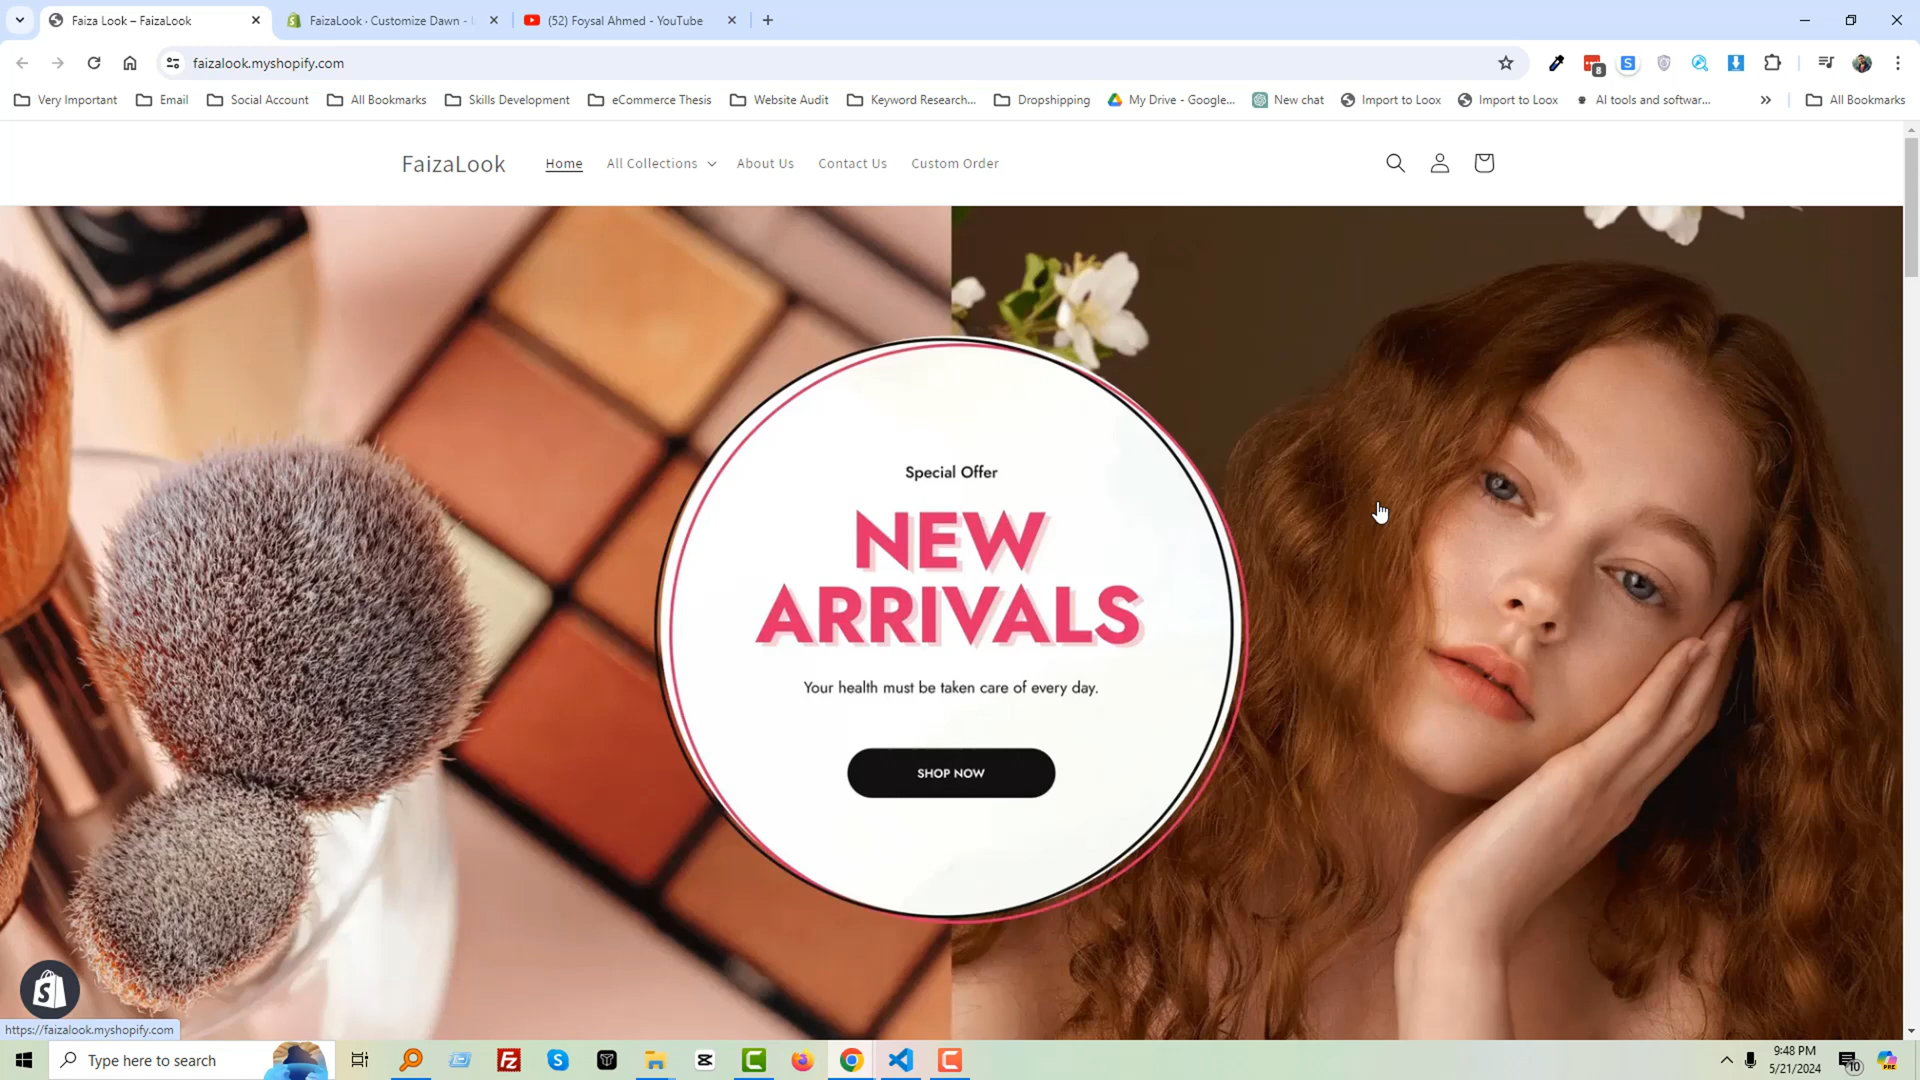 Faiza Look – FaizaLook
FaizaLook · Customize Dawn -
(52) Foysal Ahmed - YouTube
faizalook.myshopify.com
8
Very Important
Email
Social Account
All Bookmarks
Skills Development
eCommerce Thesis
Website Audit
Keyword Research...
Dropshipping
My Drive - Google...
New chat
Import to Loox
Import to Loox
AI tools and softwar...
All Bookmarks
FaizaLook
Home
All Collections
About Us
Contact Us
Custom Order
Special Offer
NEW
ARRIVALS
Your health must be taken care of every day.
SHOP NOW
https://faizalook.myshopify.com
Type here to search
9:48 PM
5/21/2024
10
PRE